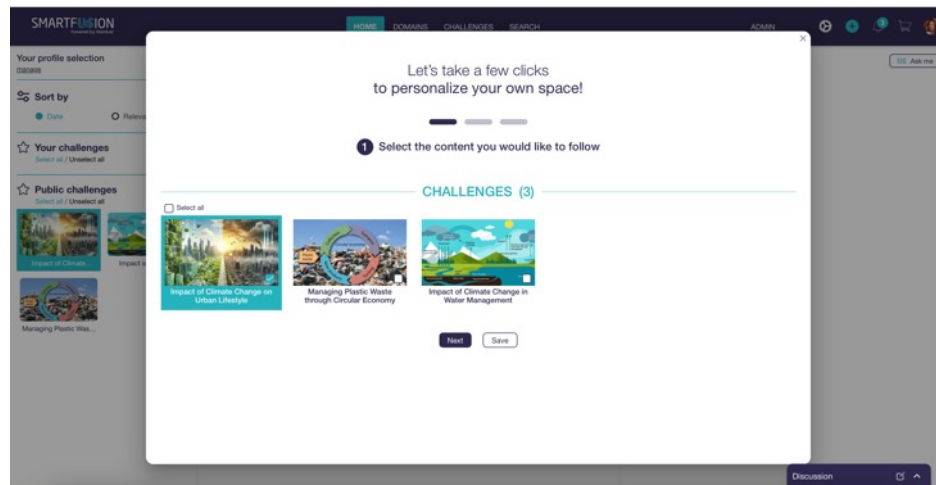 SMARTFUSION
HOME DOMAINS CHALLENGES SEARCH
ADMIN
3
Your profile selection
Ask me
Sort by
Date
Your challenges
Select all / Unselect all
Public challenges
Select all / Unselect all
Impact of Climate...
Managing Plastic Was...
Let's take a few clicks
to personalize your own space!
1 Select the content you would like to follow
CHALLENGES (3)
Select all
Impact of Climate Change on
Urban Lifestyle
Managing Plastic Waste
through Circular Economy
Impact of Climate Change in
Water Management
Next
Save
Discussion